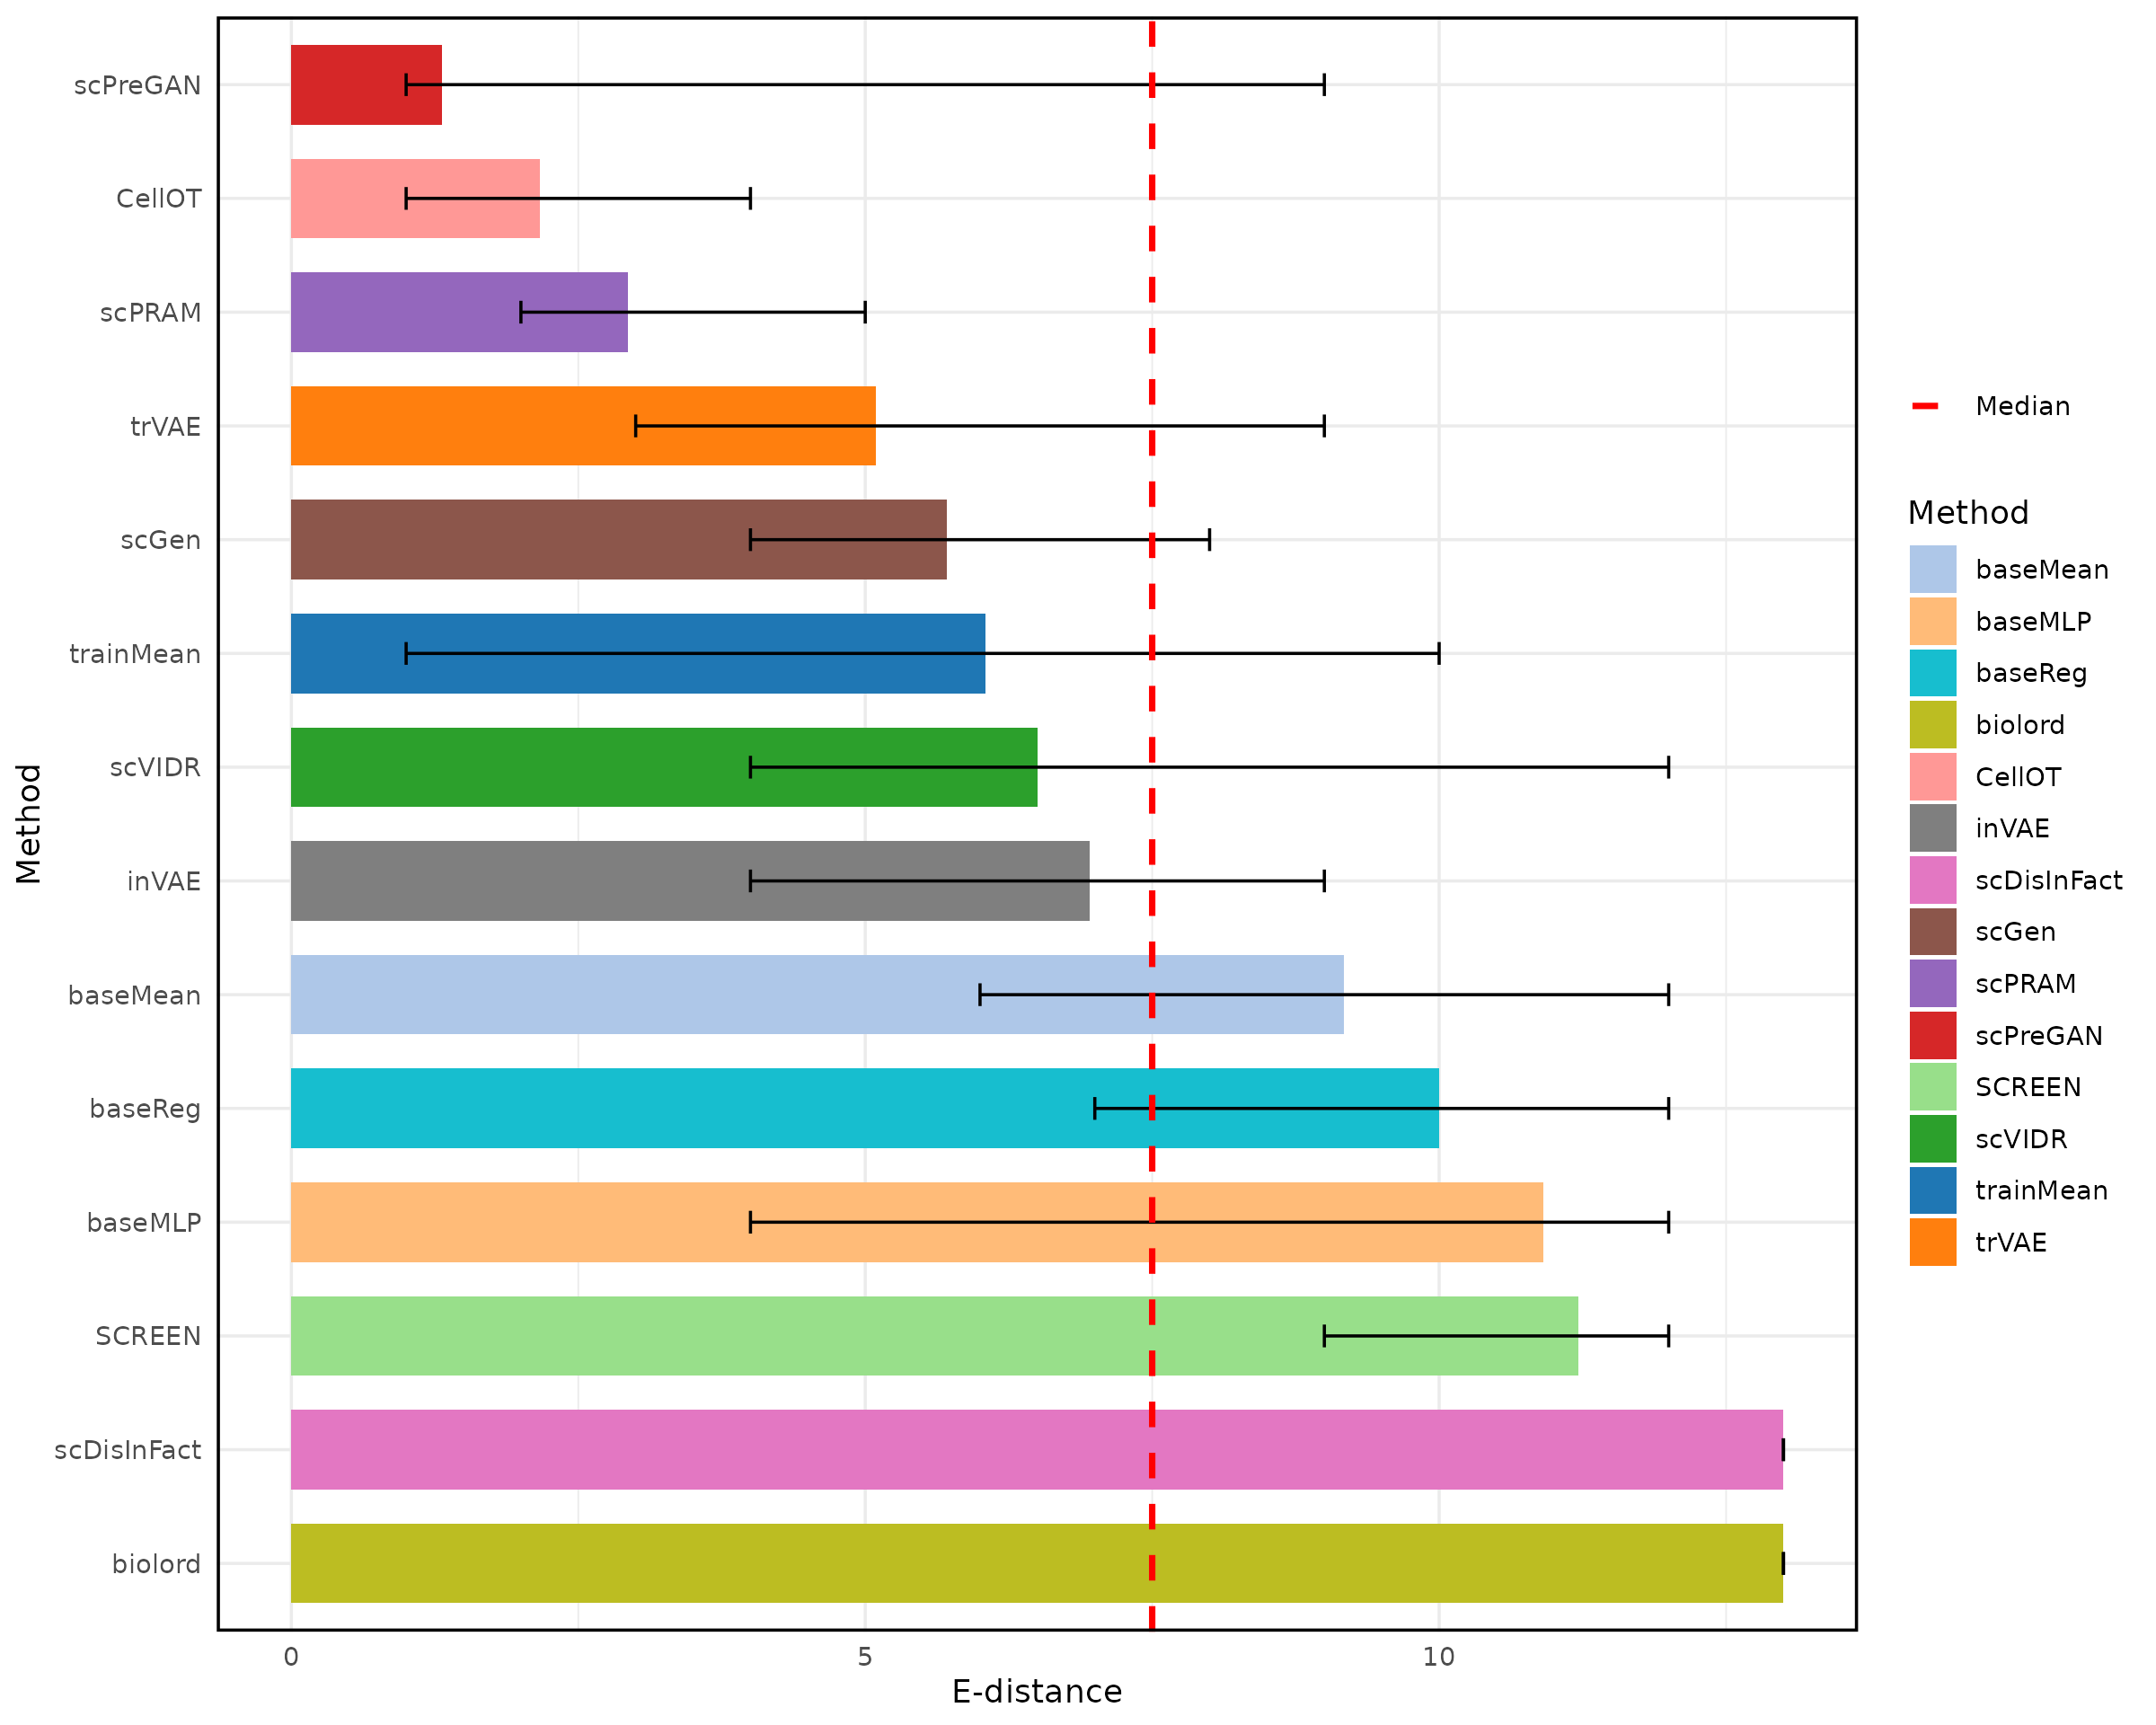 scPreGAN
CellOT
scPRAM
trVAE
scGen
trainMean
scVIDR
inVAE
baseMean
baseReg
baseMLP
SCREEN
scDisInFact
biolord
Method
0 5 10
E-distance
Median
Method
baseMean
baseMLP
baseReg
biolord
CellOT
inVAE
scDisInFact
scGen
scPRAM
scPreGAN
SCREEN
scVIDR
trainMean
trVAE